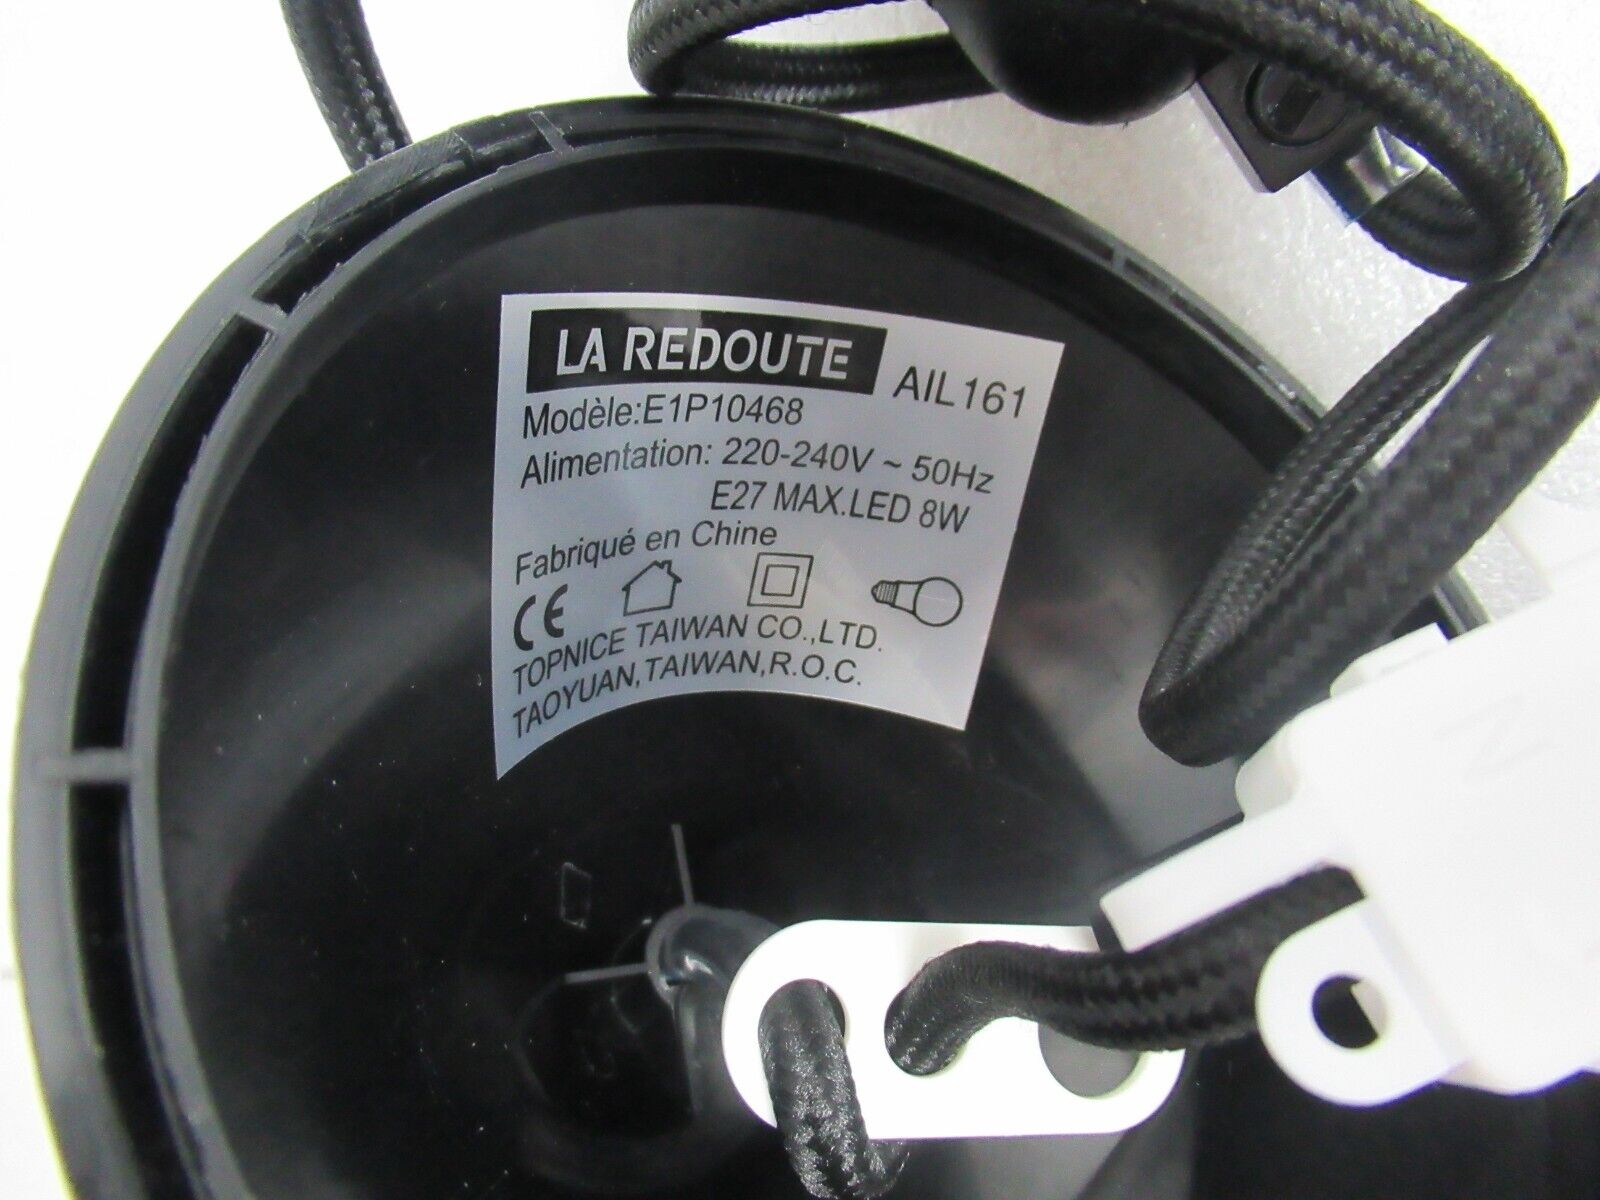 LA REDOUTE AIL161
Modèle:E1P10468
Alimentation: 220-240V ~ 50Hz
E27 MAX.LED 8W
Fabriqué en Chine
CE
TOPNICE TAIWAN CO.,LTD.
TAOYUAN,TAIWAN,R.O.C.
N